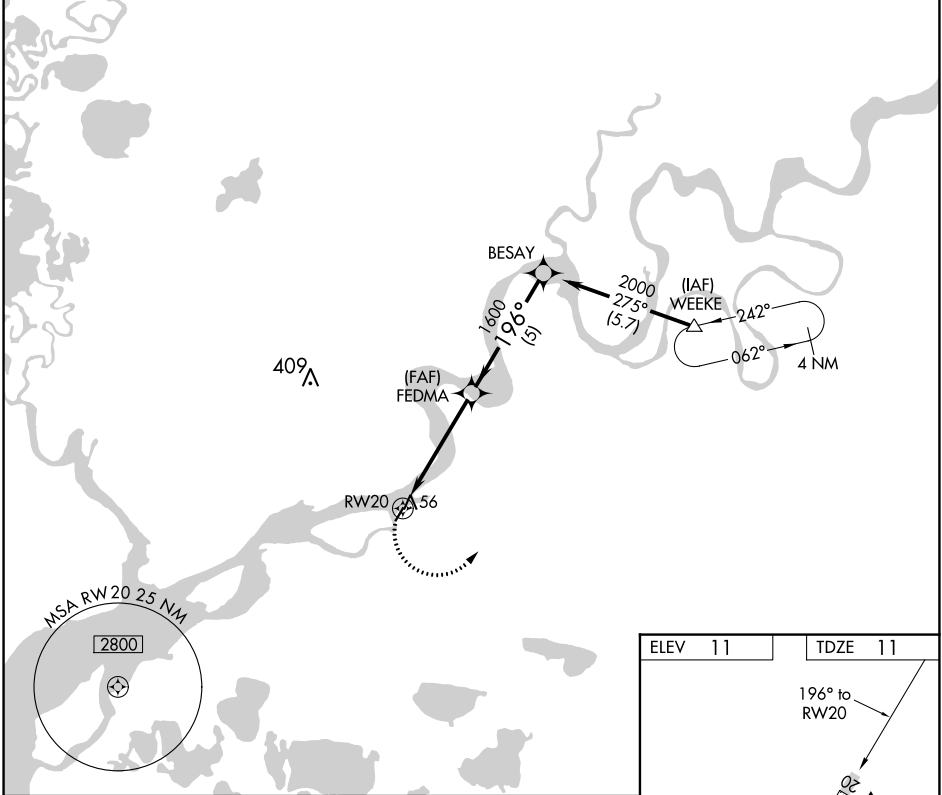 BESAY
2000
275°
(5.7)
(IAF)
WEEKE
242°
062°
4 NM
1600
196°
(5)
409
(FAF)
FEDMA
RW20
56
MSA RW20 25 NM
2800
ELEV 11
TDZE 11
196° to
RW20
20